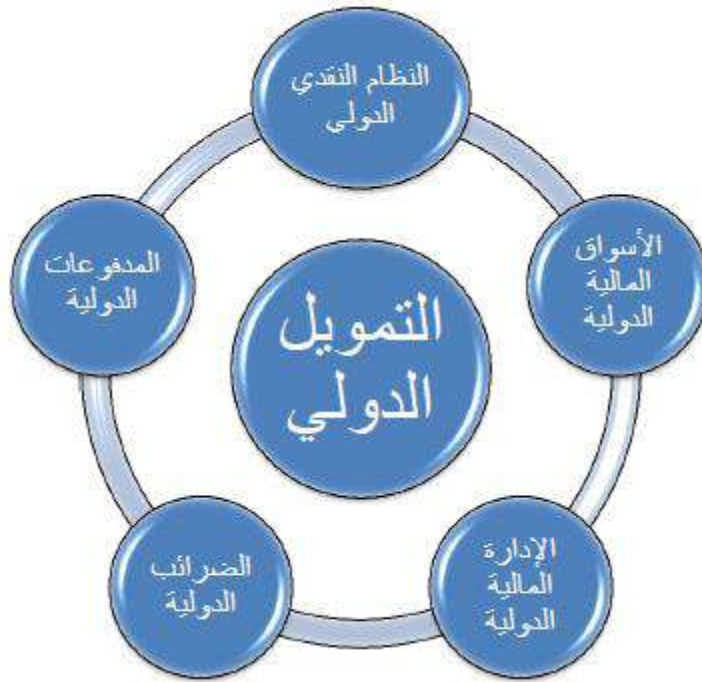 النظام النقدي
الدولي
الأسواق
المالية
الدولية
الإدارة
المالية
الدولية
الضرائب
الدولية
المدفوعات
الدولية
التمويل
الدولي